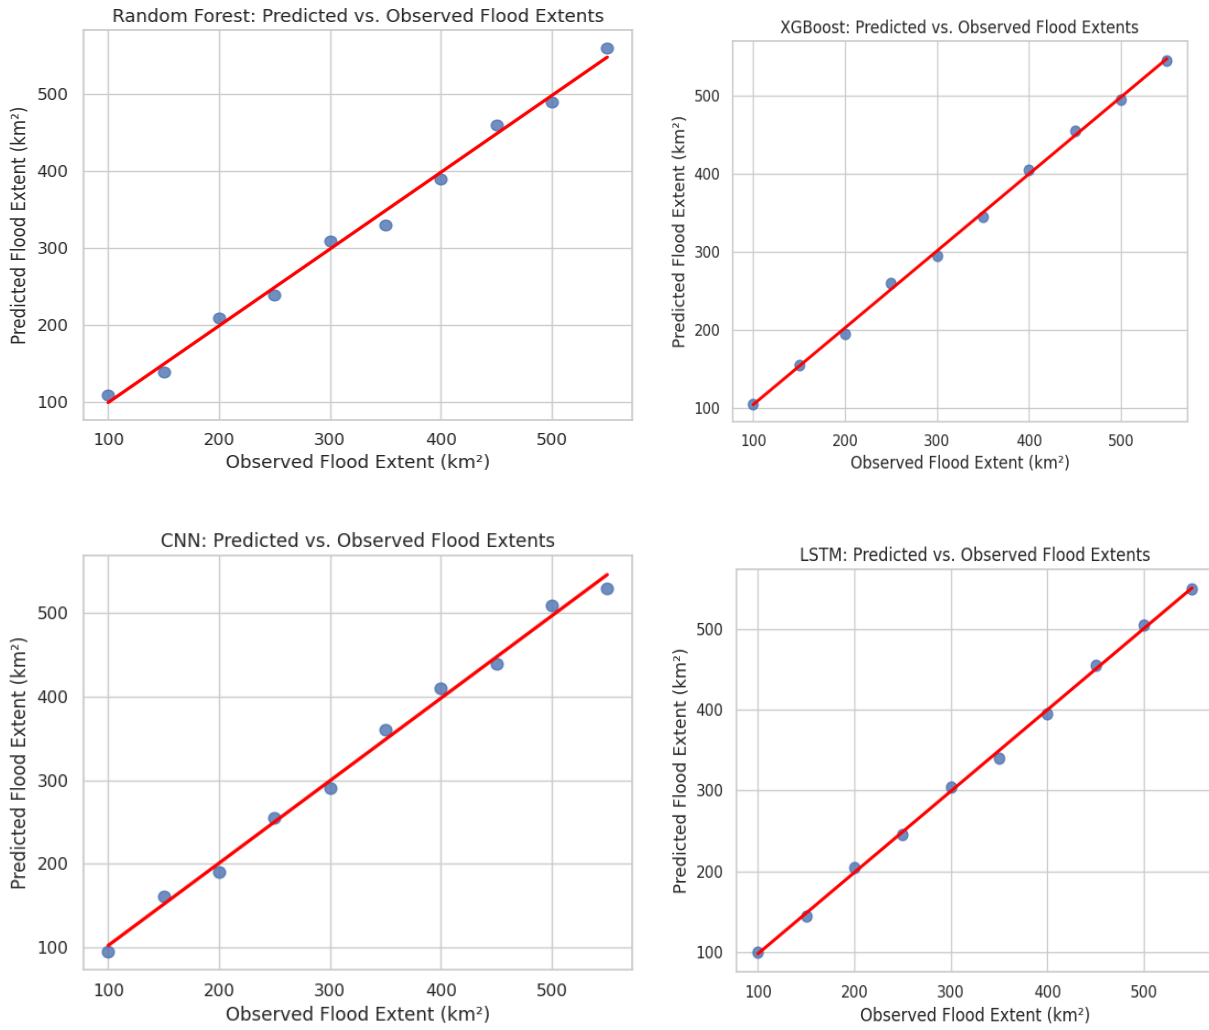 Random Forest: Predicted vs. Observed Flood Extents
Predicted Flood Extent (km²)
500
400
300
200
100
100 200 300 400 500
Observed Flood Extent (km²)
XGBoost: Predicted vs. Observed Flood Extents
Predicted Flood Extent (km²)
500
400
300
200
100
100 200 300 400 500
Observed Flood Extent (km²)
CNN: Predicted vs. Observed Flood Extents
Predicted Flood Extent (km²)
500
400
300
200
100
100 200 300 400 500
Observed Flood Extent (km²)
LSTM: Predicted vs. Observed Flood Extents
Predicted Flood Extent (km²)
500
400
300
200
100
100 200 300 400 500
Observed Flood Extent (km²)